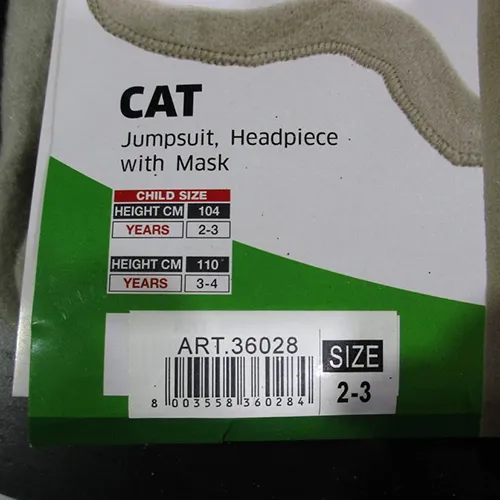 CAT
Jumpsuit, Headpiece
with Mask
CHILD SIZE
HEIGHT CM 104
YEARS 2-3
HEIGHT CM 110
YEARS 3-4
ART.36028
8 003558 360284
SIZE
2-3